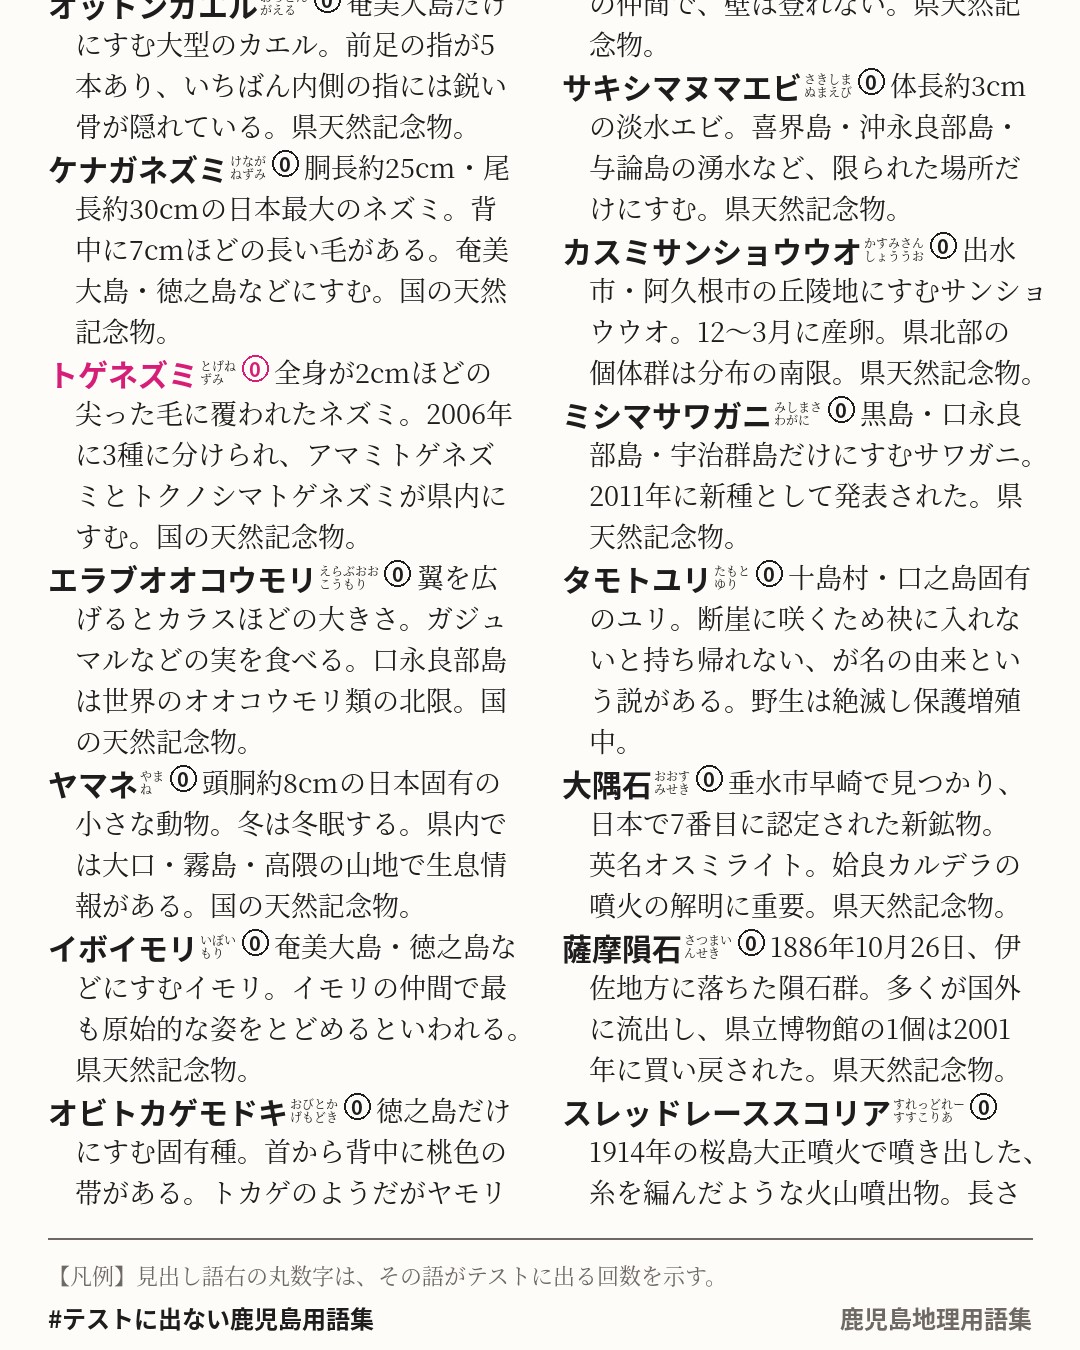 オットンガエル おっとん がえる ⓪ 奄美大島だけ
にすむ大型のカエル。前足の指が5
本あり、いちばん内側の指には鋭い
骨が隠れている。県天然記念物。
ケナガネズミ けなが ねずみ ⓪ 胴長約25cm・尾
長約30cmの日本最大のネズミ。背
中に7cmほどの長い毛がある。奄美
大島・徳之島などにすむ。国の天然
記念物。
トゲネズミ とげね ずみ ⓪ 全身が2cmほどの
尖った毛に覆われたネズミ。2006年
に3種に分けられ、アマミトゲネズ
ミとトクノシマトゲネズミが県内に
すむ。国の天然記念物。
エラブオオコウモリ えらぶおお こうもり ⓪ 翼を広
げるとカラスほどの大きさ。ガジュ
マルなどの実を食べる。口永良部島
は世界のオオコウモリ類の北限。国
の天然記念物。
ヤマネ やま ね ⓪ 頭胴約8cmの日本固有の
小さな動物。冬は冬眠する。県内で
は大口・霧島・高隈の山地で生息情
報がある。国の天然記念物。
イボイモリ いぼい もり ⓪ 奄美大島・徳之島な
どにすむイモリ。イモリの仲間で最
も原始的な姿をとどめるといわれる。
県天然記念物。
オビトカゲモドキ おびとか げもどき ⓪ 徳之島だけ
にすむ固有種。首から背中に桃色の
帯がある。トカゲのようだがヤモリ
の仲間で、壁は登れない。県天然記
念物。
サキシマヌマエビ さきしま ぬまえび ⓪ 体長約3cm
の淡水エビ。喜界島・沖永良部島・
与論島の湧水など、限られた場所だ
けにすむ。県天然記念物。
カスミサンショウウオ かすみさん しょううお ⓪ 出水
市・阿久根市の丘陵地にすむサンショ
ウウオ。12〜3月に産卵。県北部の
個体群は分布の南限。県天然記念物。
ミシマサワガニ みしまさ わがに ⓪ 黒島・口永良
部島・宇治群島だけにすむサワガニ。
2011年に新種として発表された。県
天然記念物。
タモトユリ たもと ゆり ⓪ 十島村・口之島固有
のユリ。断崖に咲くため袂に入れな
いと持ち帰れない、が名の由来とい
う説がある。野生は絶滅し保護増殖
中。
大隅石 おおす みせき ⓪ 垂水市早崎で見つかり、
日本で7番目に認定された新鉱物。
英名オスミライト。姶良カルデラの
噴火の解明に重要。県天然記念物。
薩摩隕石 さつまい んせき ⓪ 1886年10月26日、伊
佐地方に落ちた隕石群。多くが国外
に流出し、県立博物館の1個は2001
年に買い戻された。県天然記念物。
スレッドレーススコリア すれっどれー すすこりあ ⓪
1914年の桜島大正噴火で噴き出した、
糸を編んだような火山噴出物。長さ
【凡例】見出し語右の丸数字は、その語がテストに出る回数を示す。
#テストに出ない鹿児島用語集
鹿児島地理用語集